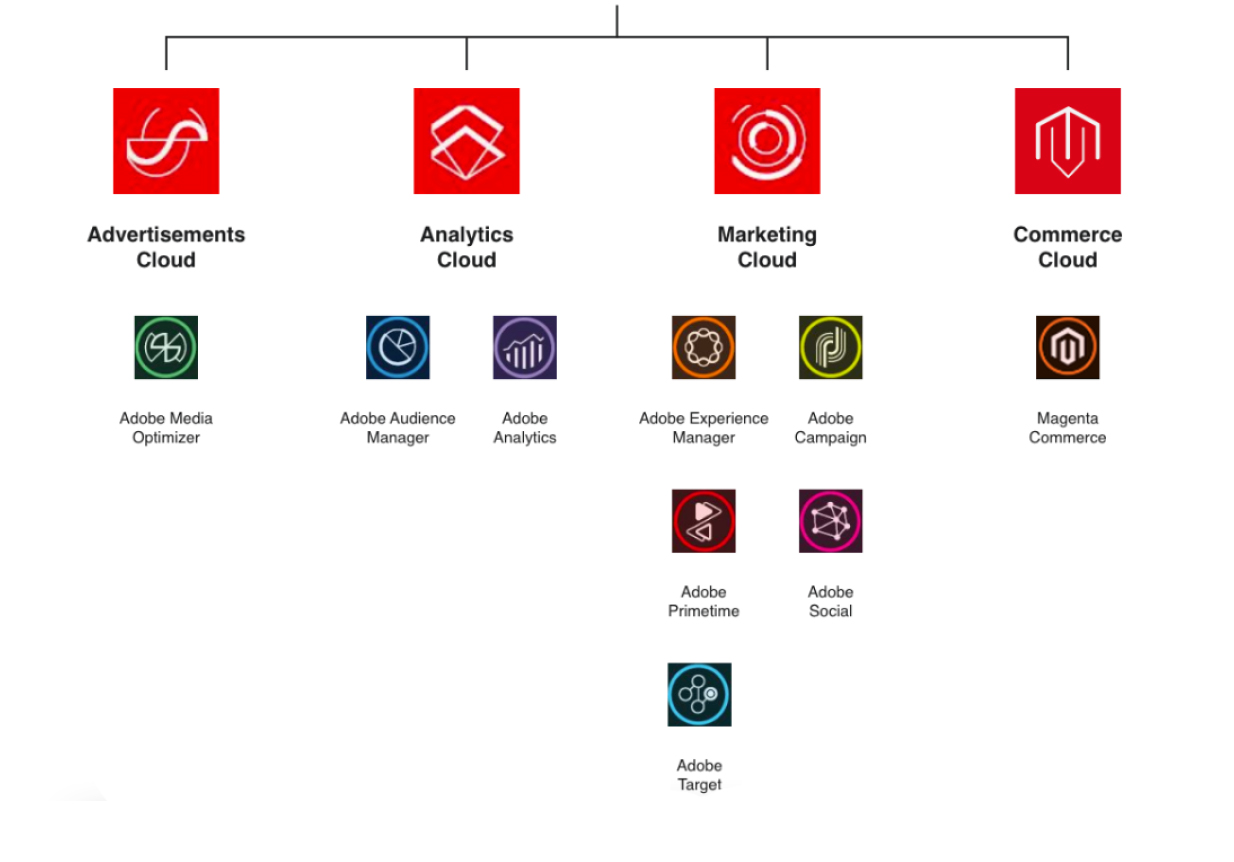 Advertisements
Cloud
Analytics
Cloud
Marketing
Cloud
Commerce
Cloud
Adobe Media
Optimizer
Adobe Audience
Manager
Adobe
Analytics
Adobe Experience
Manager
Adobe
Campaign
Magenta
Commerce
Adobe
Primetime
Adobe
Social
Adobe
Target